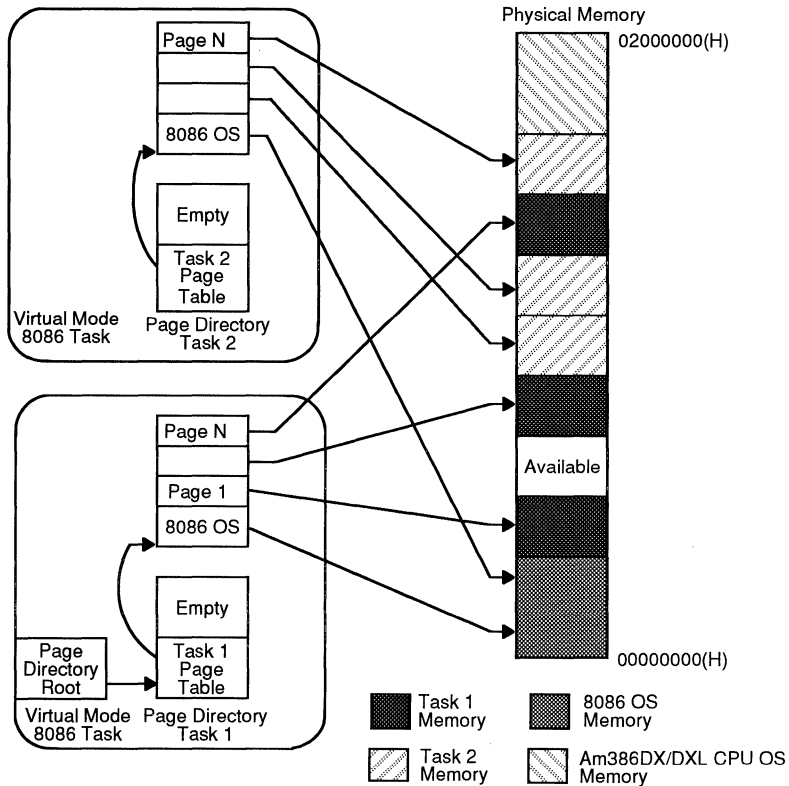 Physical Memory
02000000(H)
Page N
8086 OS
Empty
Task 2
Page
Table
Virtual Mode
8086 Task
Page Directory
Task 2
Page N
Page 1
8086 OS
Empty
Task 1
Page
Table
Page
Directory
Root
Virtual Mode
8086 Task
Page Directory
Task 1
Available
00000000(H)
Task 1
Memory
8086 OS
Memory
Task 2
Memory
Am386DX/DXL CPU OS
Memory